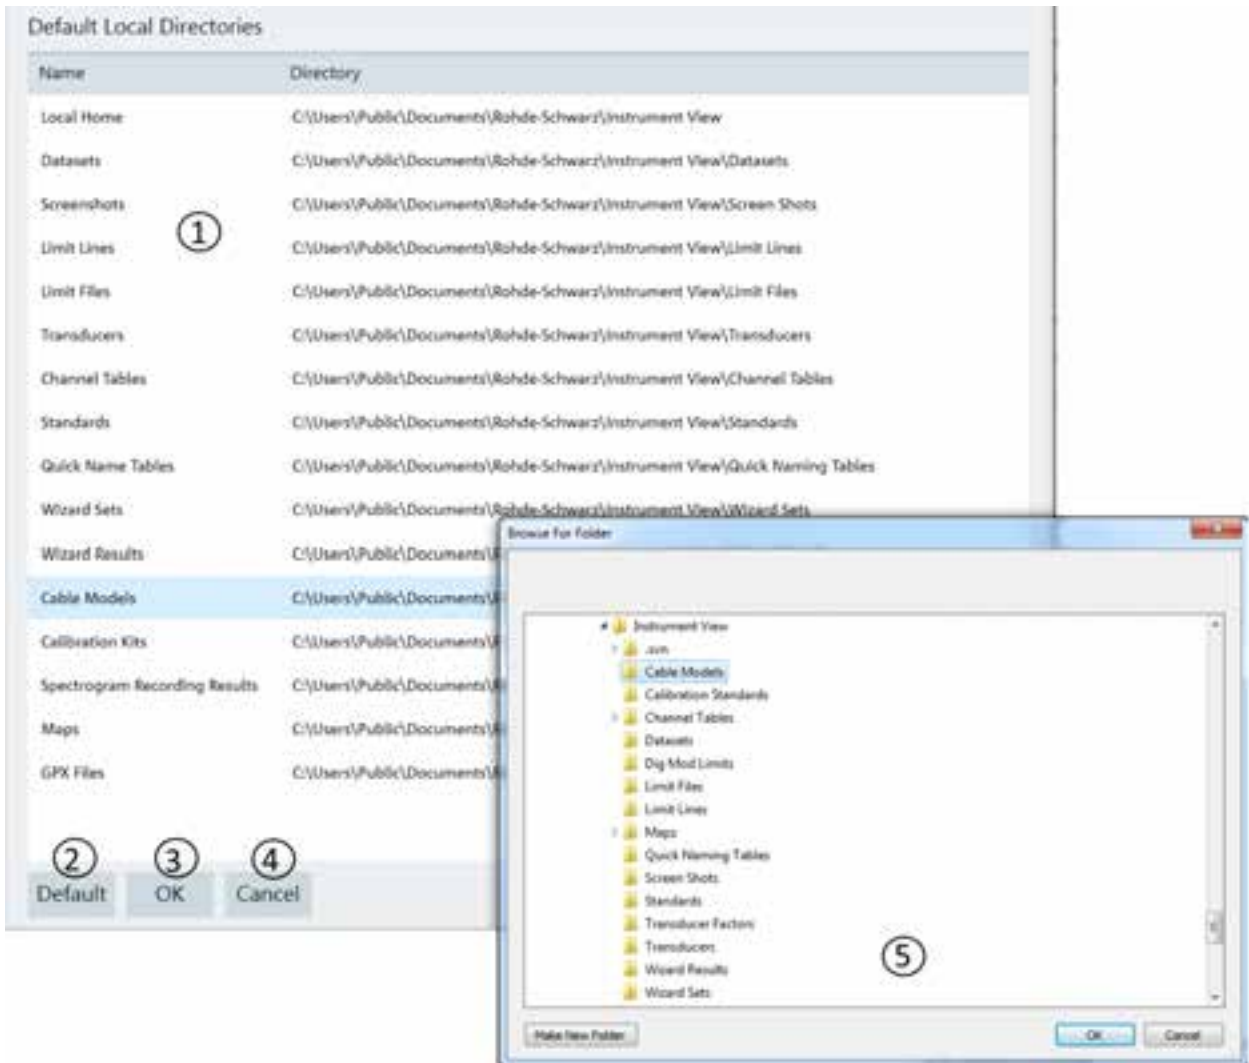 Default Local Directories
Name Directory
Local Home C:\Users\Public\Documents\Rohde-Schwarz\Instrument View
Datasets C:\Users\Public\Documents\Rohde-Schwarz\Instrument View\Datasets
Screenshots C:\Users\Public\Documents\Rohde-Schwarz\Instrument View\Screen Shots
①
Limit Lines C:\Users\Public\Documents\Rohde-Schwarz\Instrument View\Limit Lines
Limit Files C:\Users\Public\Documents\Rohde-Schwarz\Instrument View\Limit Files
Transducers C:\Users\Public\Documents\Rohde-Schwarz\Instrument View\Transducers
Channel Tables C:\Users\Public\Documents\Rohde-Schwarz\Instrument View\Channel Tables
Standards C:\Users\Public\Documents\Rohde-Schwarz\Instrument View\Standards
Quick Name Tables C:\Users\Public\Documents\Rohde-Schwarz\Instrument View\Quick Naming Tables
Wizard Sets C:\Users\Public\Documents\Rohde-Schwarz\Instrument View\Wizard Sets
Wizard Results C:\Users\Public\Documents\
Cable Models C:\Users\Public\Documents\
Calibration Kits C:\Users\Public\Documents\
Spectrogram Recording Results C:\Users\Public\Documents\
Maps C:\Users\Public\Documents\
GPX Files C:\Users\Public\Documents\
② ③ ④
Default OK Cancel
Browse For Folder
Instrument View
.svn
Cable Models
Calibration Standards
Channel Tables
Datasets
Dig Mod Limits
Limit Files
Limit Lines
Maps
Quick Naming Tables
Screen Shots
Standards
Transducer Factors
Transducers
⑤
Wizard Results
Wizard Sets
Make New Folder OK Cancel